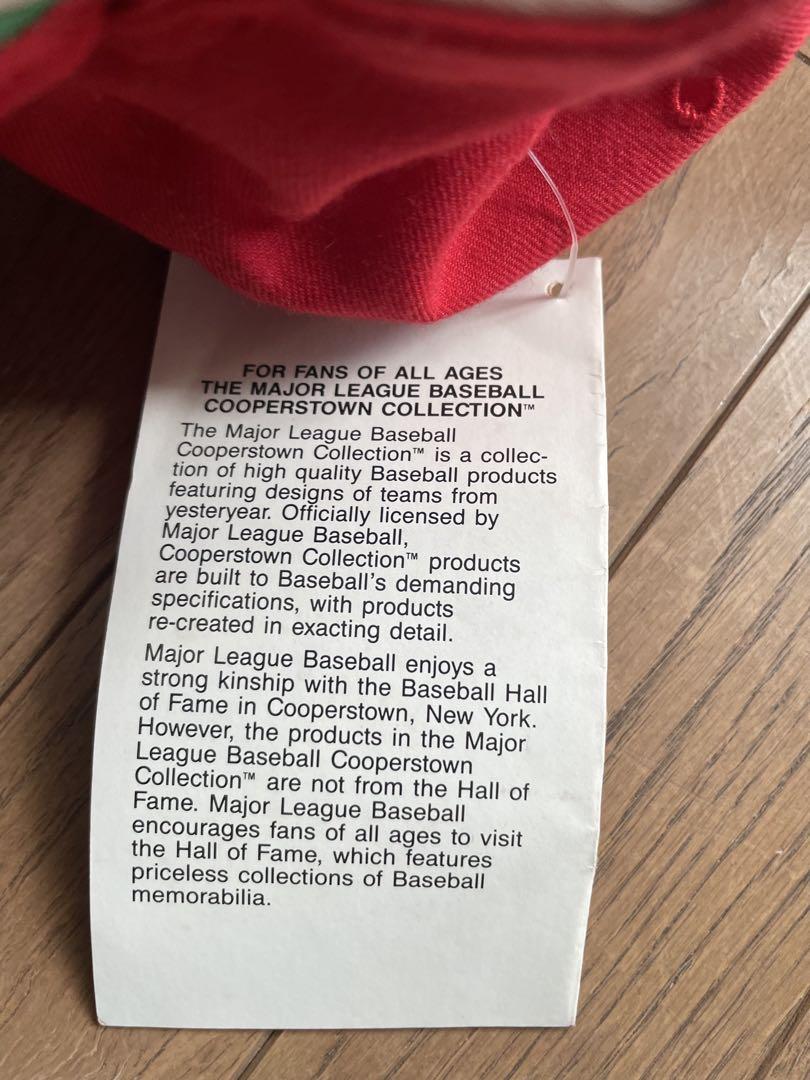 FOR FANS OF ALL AGES
THE MAJOR LEAGUE BASEBALL
COOPERSTOWN COLLECTION™
The Major League Baseball
Cooperstown Collection™ is a collec-
tion of high quality Baseball products
featuring designs of teams from
yesteryear. Officially licensed by
Major League Baseball,
Cooperstown Collection™ products
are built to Baseball's demanding
specifications, with products
re-created in exacting detail.
Major League Baseball enjoys a
strong kinship with the Baseball Hall
of Fame in Cooperstown, New York.
However, the products in the Major
League Baseball Cooperstown
Collection™ are not from the Hall of
Fame. Major League Baseball
encourages fans of all ages to visit
the Hall of Fame, which features
priceless collections of Baseball
memorabilia.